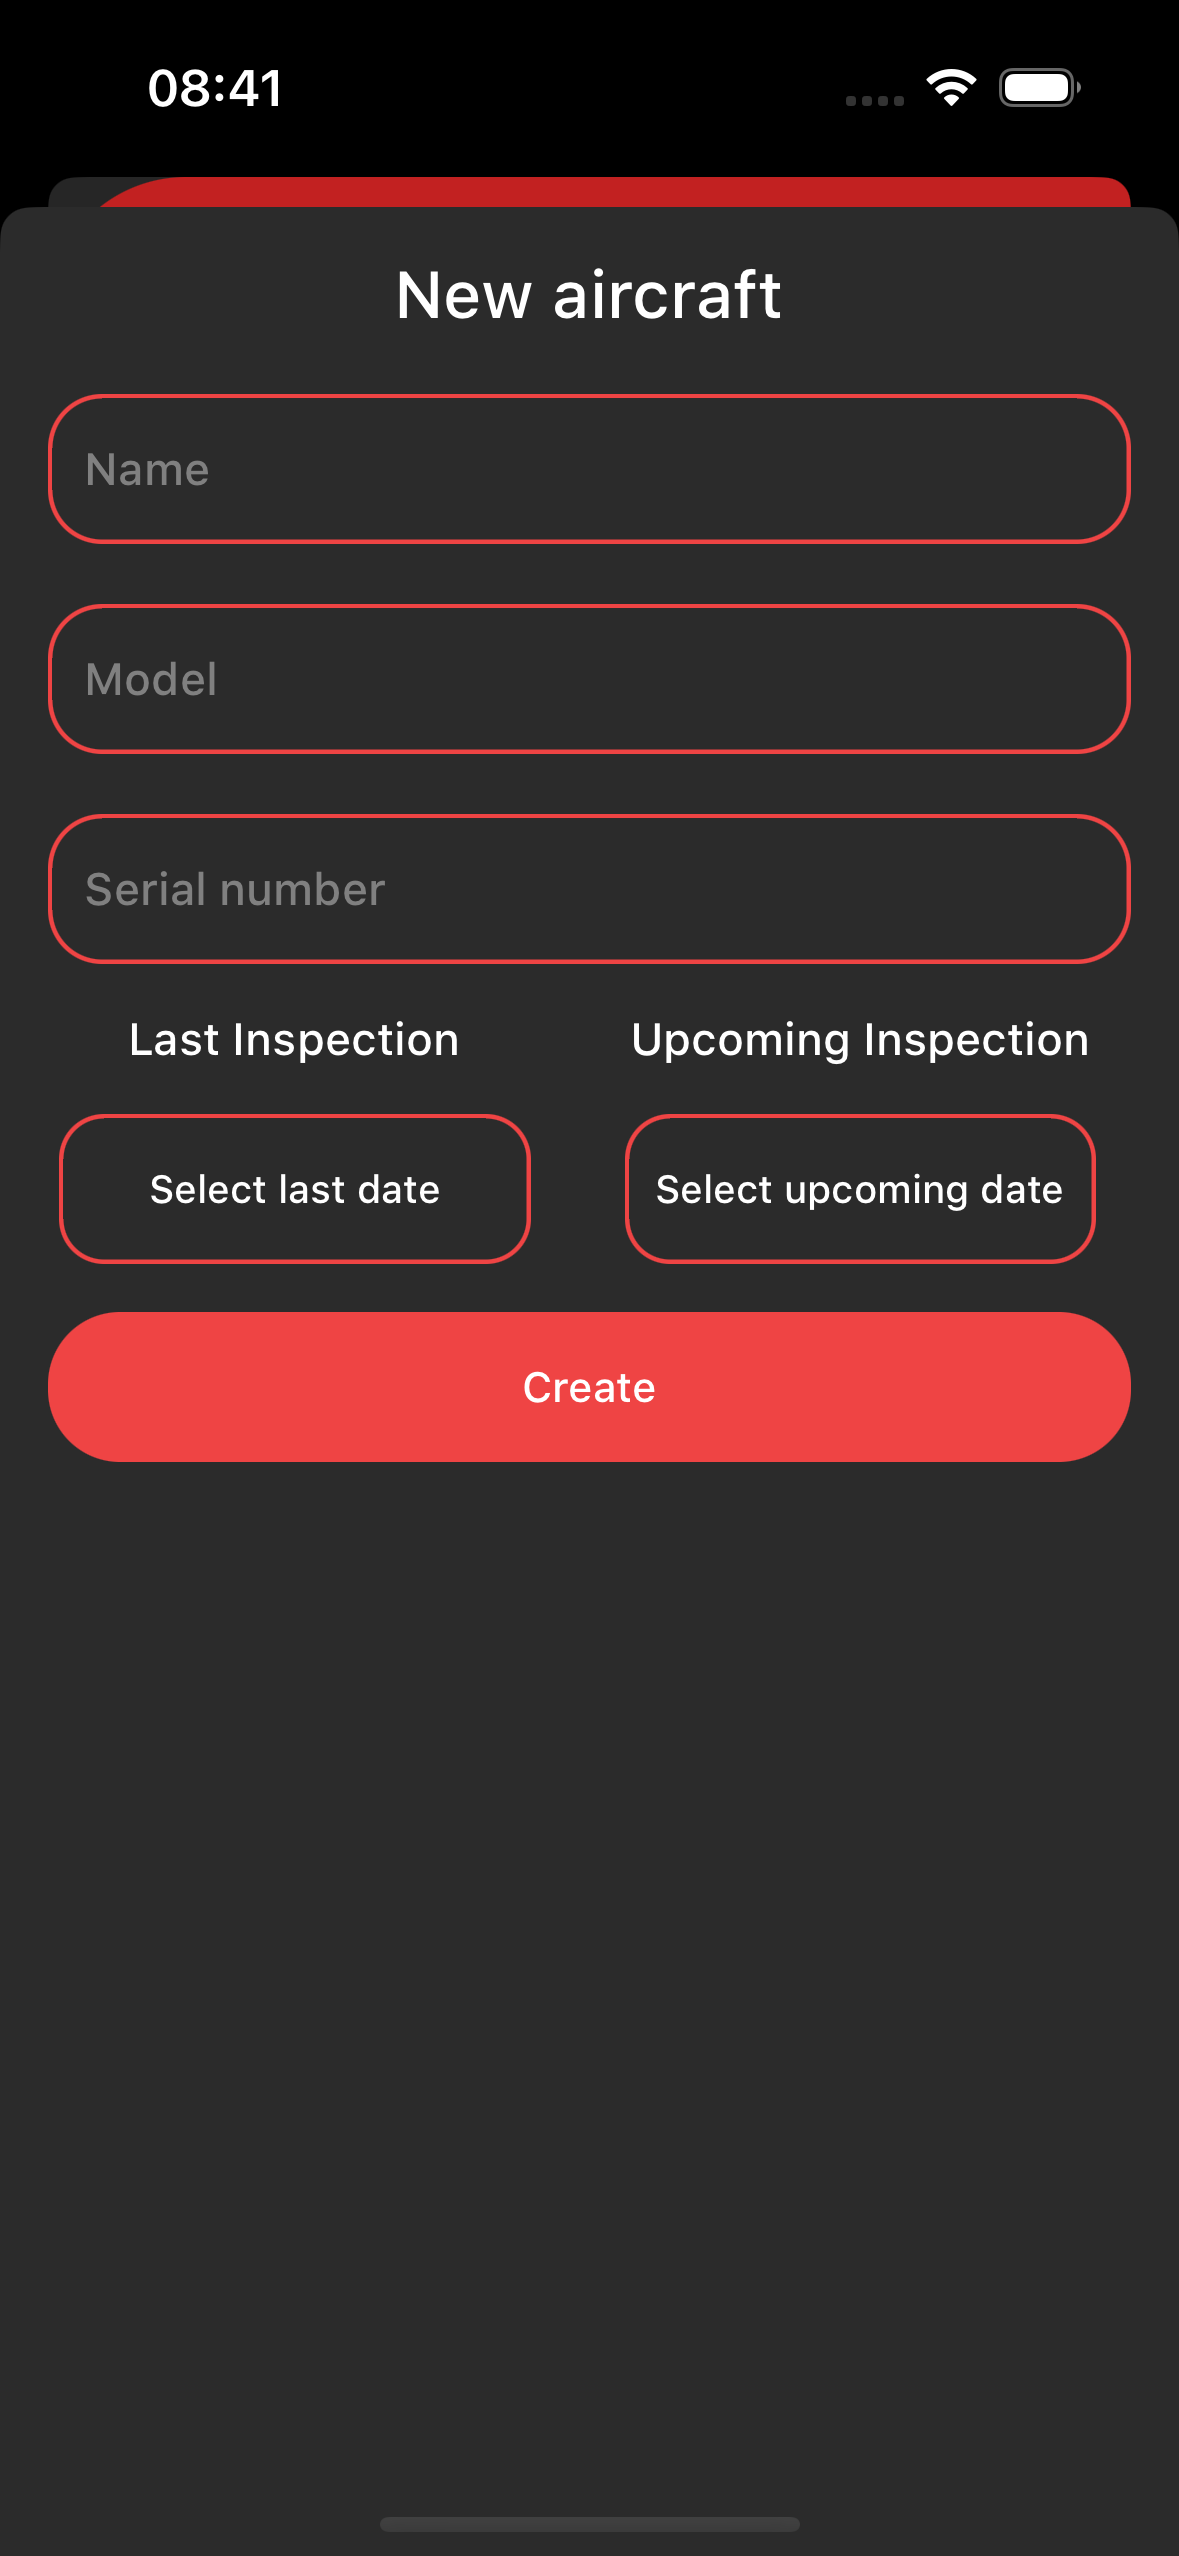 08:41
New aircraft
Name
Model
Serial number
Last Inspection
Upcoming Inspection
Select last date
Select upcoming date
Create